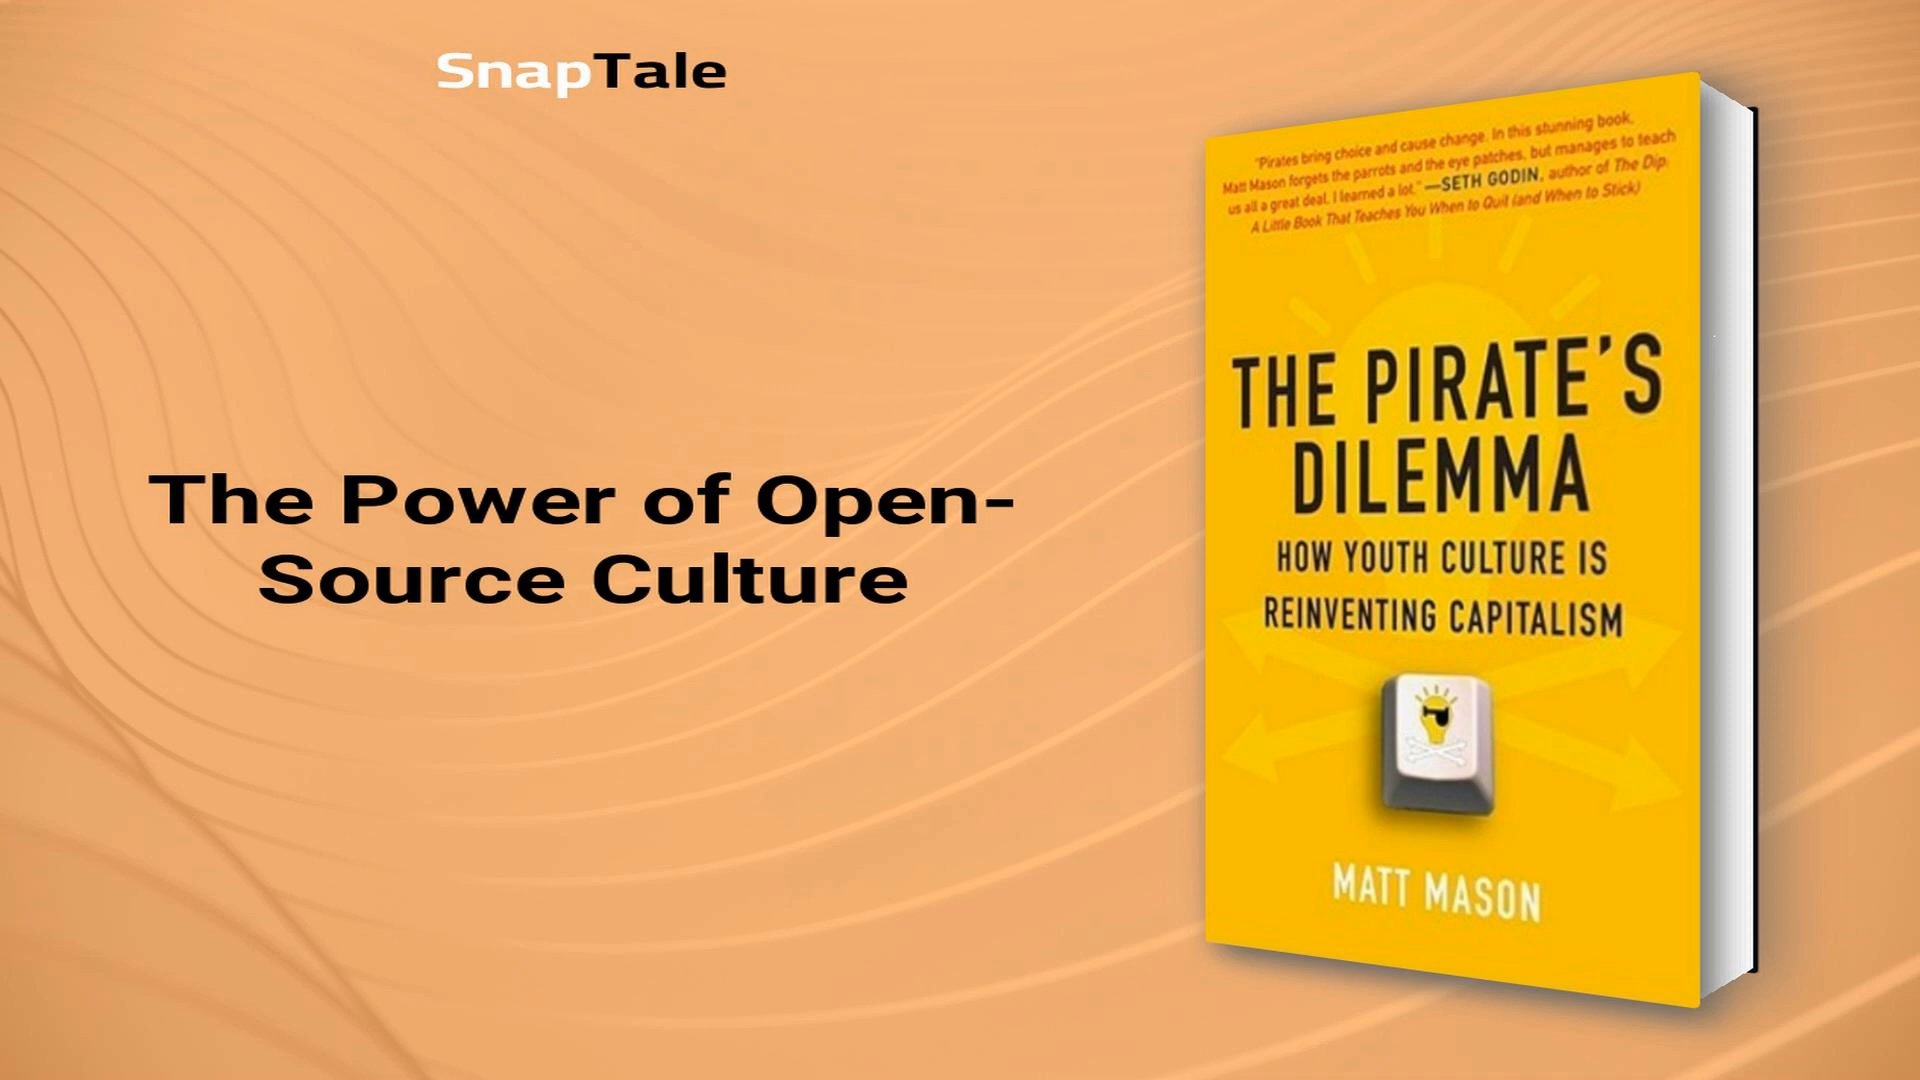 SnapTale
The Power of Open-
Source Culture
"Pirates bring choice and cause change. In this stunning book,
Matt Mason forgets the parrots and the eye patches, but manages to teach
us all a great deal. I learned a lot." —SETH GODIN, author of The Dip:
A Little Book That Teaches You When to Quit (and When to Stick)
THE PIRATE'S
DILEMMA
HOW YOUTH CULTURE IS
REINVENTING CAPITALISM
MATT MASON